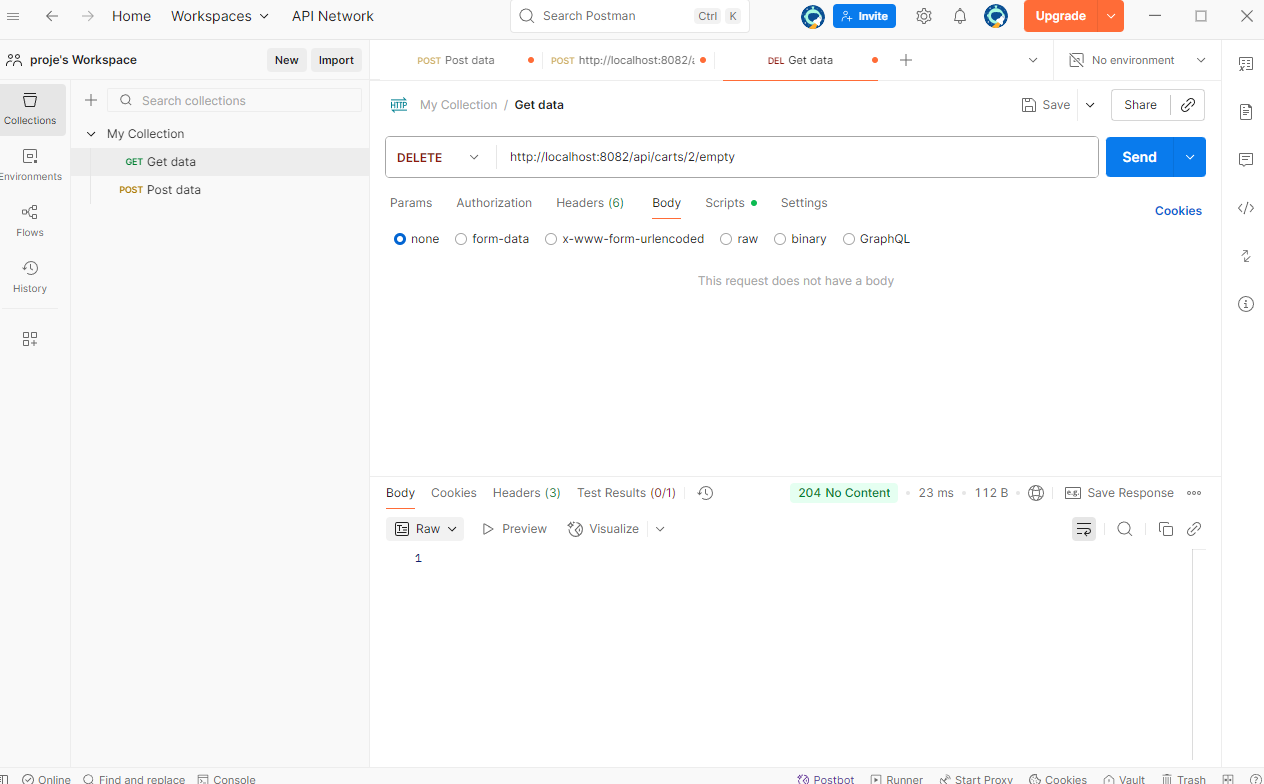 Home Workspaces API Network Search Postman Ctrl K Invite Upgrade
proje's Workspace New Import POST Post data POST http://localhost:8082/a DEL Get data No environment
Search collections
Collections
My Collection
GET Get data
POST Post data
Environments
Flows
History
HTTP My Collection / Get data Save Share
DELETE http://localhost:8082/api/carts/2/empty Send
Params Authorization Headers (6) Body Scripts Settings Cookies
none form-data x-www-form-urlencoded raw binary GraphQL
This request does not have a body
Body Cookies Headers (3) Test Results (0/1) 204 No Content 23 ms 112 B e.g. Save Response
Raw Preview Visualize
1
Online Find and replace Console Postbot Runner Start Proxy Cookies Vault Trash